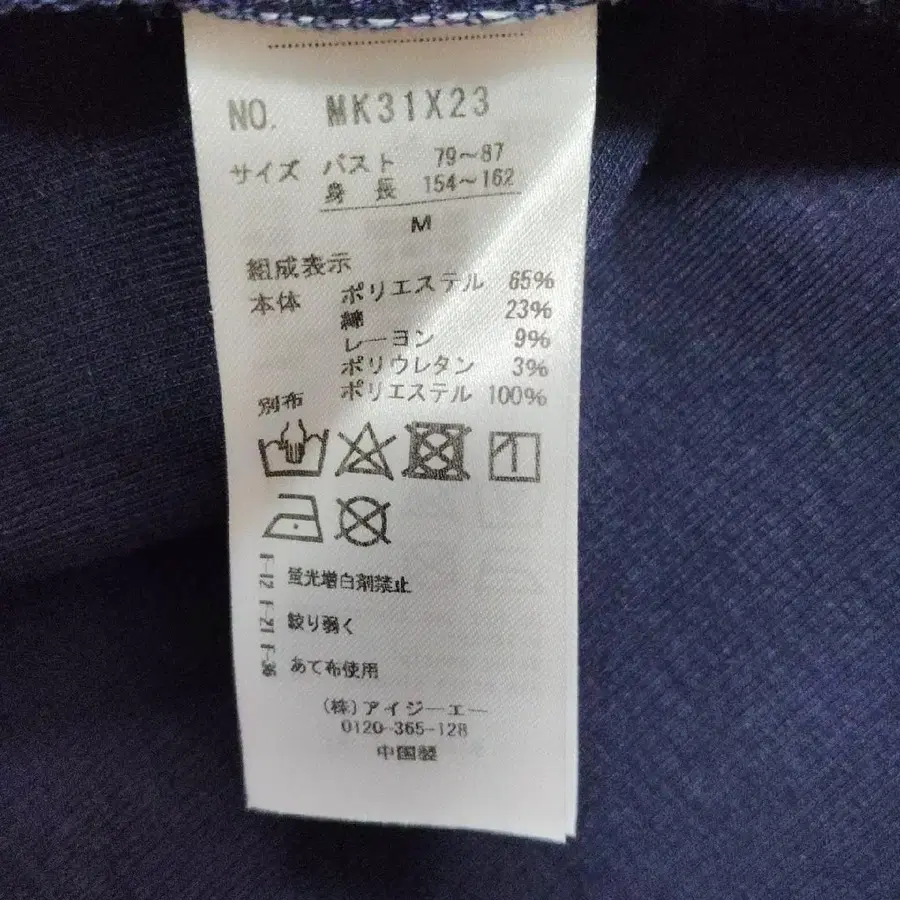 NO. MK31X23
サイズ バスト 79～87
身長 154～162
M
組成表示
本体 ポリエステル 65%
綿 23%
レーヨン 9%
ポリウレタン 3%
別布 ポリエステル 100%
F-12 蛍光増白剤禁止
F-21 絞り弱く
F-36 あて布使用
(株)アイジーエー
0120-365-128
中国製